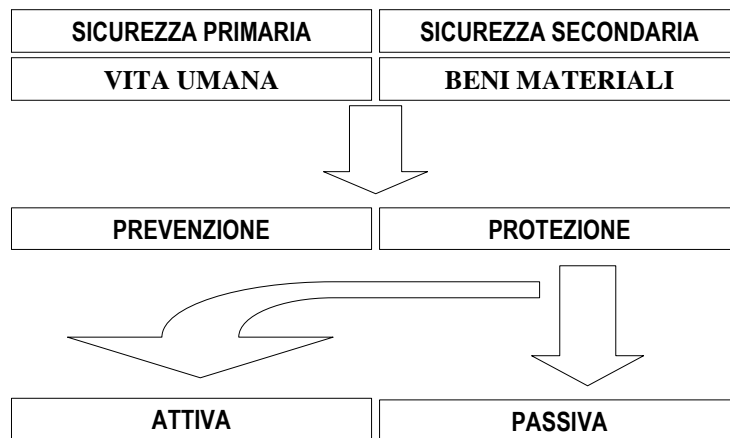 SICUREZZA PRIMARIA
SICUREZZA SECONDARIA
VITA UMANA
BENI MATERIALI
PREVENZIONE
PROTEZIONE
ATTIVA
PASSIVA